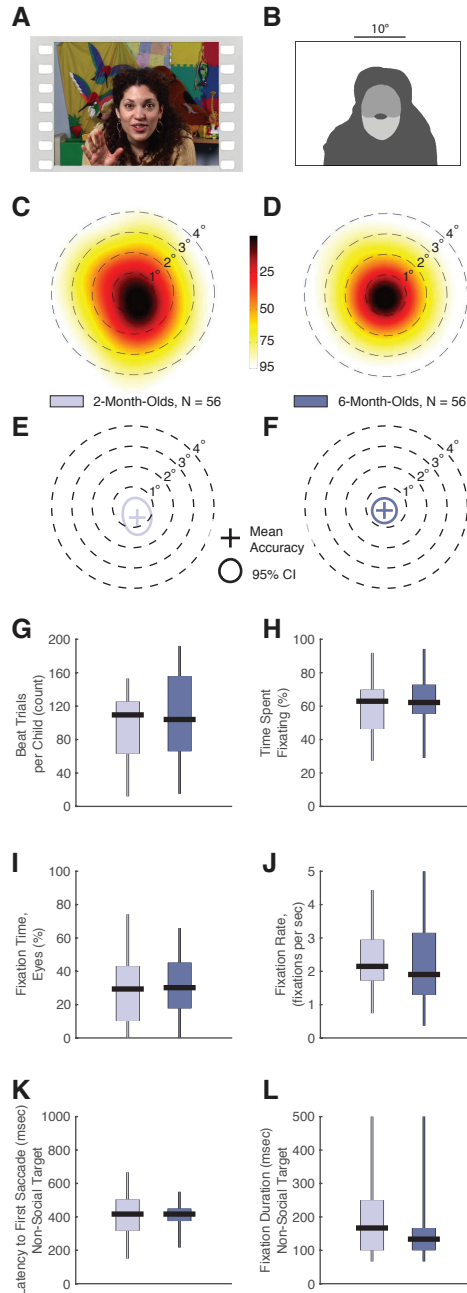 A
B
10°
C
D
1° 2° 3° 4°
1° 2° 3° 4°
25
50
75
95
2-Month-Olds, N = 56
6-Month-Olds, N = 56
E
F
1° 2° 3° 4°
1° 2° 3° 4°
Mean
Accuracy
95% CI
G
Beat Trials
per Child (count)
200
160
120
80
40
0
H
Time Spent
Fixating (%)
100
80
60
40
20
0
I
Fixation Time,
Eyes (%)
100
80
60
40
20
0
J
Fixation Rate,
(fixations per sec)
5
4
3
2
1
0
K
Latency to First Saccade (msec)
Non-Social Target
1000
800
600
400
200
0
L
Fixation Duration (msec)
Non-Social Target
500
400
300
200
100
0